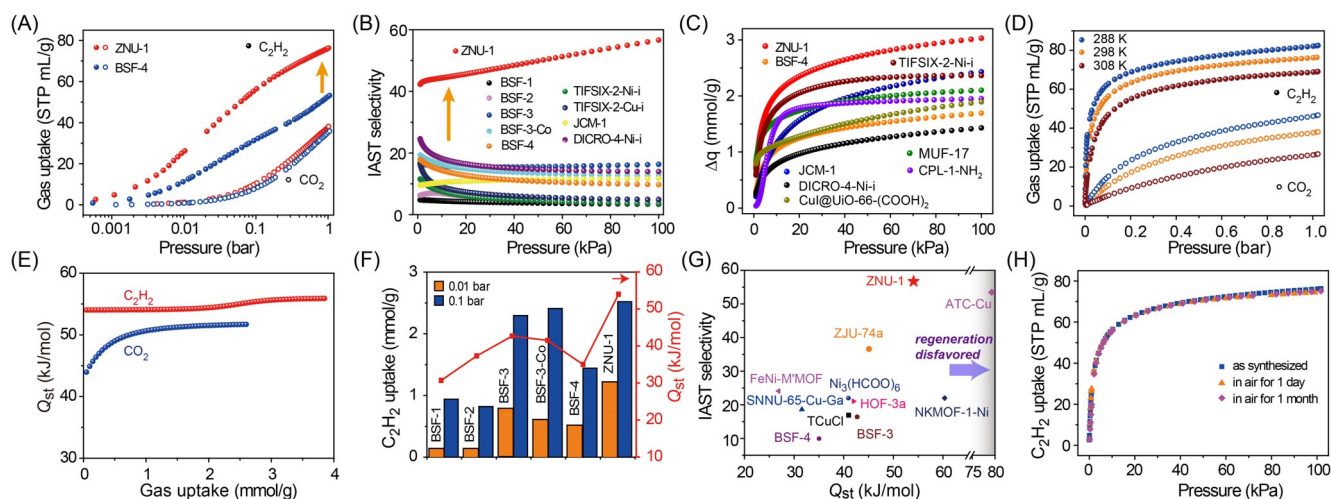 (A)
Gas uptake (STP mL/g)
80
60
40
20
0
ZNU-1
BSF-4
C2H2
CO2
0.001
0.01
0.1
1
Pressure (bar)
(B)
IAST selectivity
60
40
20
0
ZNU-1
BSF-1
BSF-2
BSF-3
BSF-3-Co
BSF-4
TIFSIX-2-Ni-i
TIFSIX-2-Cu-i
JCM-1
DICRO-4-Ni-i
0 20 40 60 80 100
Pressure (kPa)
(C)
Δq (mmol/g)
3
2
1
0
ZNU-1
BSF-4
TIFSIX-2-Ni-i
JCM-1
DICRO-4-Ni-i
CuI@UiO-66-(COOH)2
MUF-17
CPL-1-NH2
0 20 40 60 80 100
Pressure (kPa)
(D)
Gas uptake (STP mL/g)
80
60
40
20
0
288 K
298 K
308 K
C2H2
CO2
0 0.2 0.4 0.6 0.8 1.0
Pressure (bar)
(E)
Qst (kJ/mol)
60
50
40
30
C2H2
CO2
0 1 2 3 4
Gas uptake (mmol/g)
(F)
C2H2 uptake (mmol/g)
3
2
1
0
0.01 bar
0.1 bar
BSF-1
BSF-2
BSF-3
BSF-3-Co
BSF-4
ZNU-1
60
50
40
30
20
10
Qst (kJ/mol)
(G)
IAST selectivity
60
50
40
30
20
10
ZNU-1
ATC-Cu
ZJU-74a
regeneration
disfavored
FeNi-M'MOF
Ni3(HCOO)6
SNNU-65-Cu-Ga
HOF-3a
NKMOF-1-Ni
TCuCl
BSF-4
BSF-3
20 30 40 50 60 75 80
Qst (kJ/mol)
(H)
C2H2 uptake (STP mL/g)
80
60
40
20
0
as synthesized
in air for 1 day
in air for 1 month
0 20 40 60 80 100
Pressure (kPa)